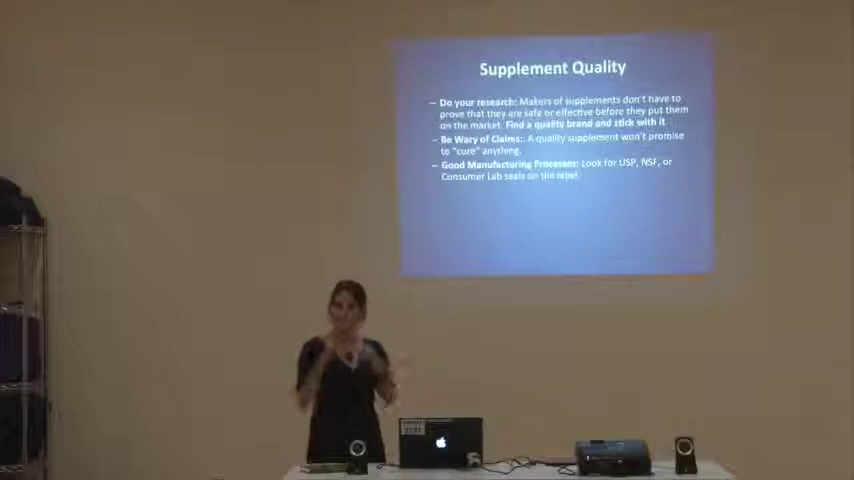 Supplement Quality
– Do your research: Makers of supplements don't have to
prove that they are safe or effective before they put them
on the market. Find a quality brand and stick with it
– Be Wary of Claims:: A quality supplement won't promise
to "cure" anything.
– Good Manufacturing Processes: Look for USP, NSF, or
Consumer Lab seals on the label